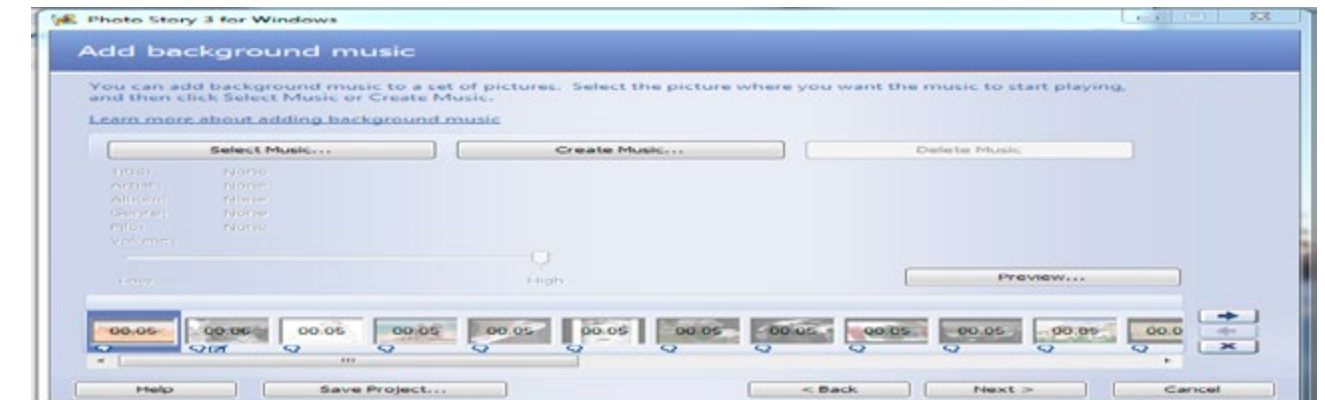 Photo Story 3 for Windows
Add background music
You can add background music to a set of pictures. Select the picture where you want the music to start playing,
and then click Select Music or Create Music.
Learn more about adding background music
Select Music... Create Music... Delete Music
Title: None
Artist: None
Album: None
Genre: None
File: None
Volume:
Low High Preview...
00:05 00:06 00:05 00:05 00:05 00:05 00:05 00:05 00:05 00:05 00:05 00:0
Help Save Project... < Back Next > Cancel